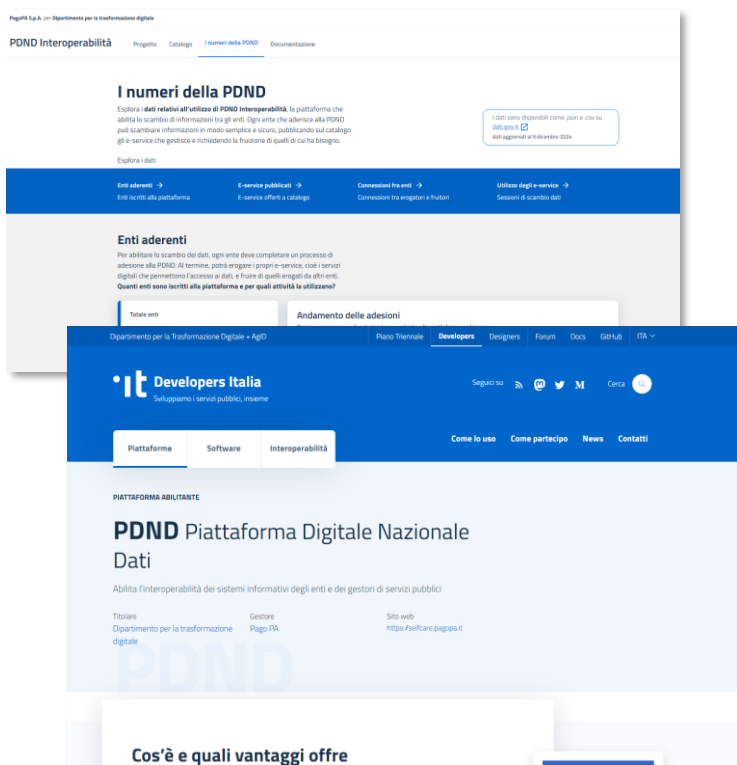 PagoPA S.p.A. per Dipartimento per la trasformazione digitale
PDND Interoperabilità
Progetto Catalogo I numeri della PDND Documentazione
I numeri della PDND
Esplora i dati relativi all'utilizzo di PDND Interoperabilità, la piattaforma che
abilita lo scambio di informazioni tra gli enti. Ogni ente che aderisce alla PDND
può scambiare informazioni in modo semplice e sicuro, pubblicando sul catalogo
gli e-service che gestisce e richiedendo la fruizione di quelli di cui ha bisogno.
I dati sono disponibili come .json e .csv su
dati.gov.it
dati aggiornati al 9 dicembre 2024
Esplora i dati:
Enti aderenti →
Enti iscritti alla piattaforma
E-service pubblicati →
E-service offerti a catalogo
Connessioni fra enti →
Connessioni tra erogatori e fruitori
Utilizzo degli e-service →
Sessioni di scambio dati
Enti aderenti
Per abilitare lo scambio dei dati, ogni ente deve completare un processo di
adesione alla PDND. Al termine, potrà erogare i propri e-service, cioè i servizi
digitali che permettono l'accesso ai dati, e fruire di quelli erogati da altri enti.
Quanti enti sono iscritti alla piattaforma e per quali attività la utilizzano?
Totale enti
Andamento delle adesioni
Dipartimento per la Trasformazione Digitale + AgID
Piano Triennale Developers Designers Forum Docs GitHub ITA
Developers Italia
Sviluppiamo i servizi pubblici, insieme
Seguici su
Cerca
Piattaforme Software Interoperabilità
Come lo uso Come partecipo News Contatti
PIATTAFORMA ABILITANTE
PDND Piattaforma Digitale Nazionale
Dati
Abilita l'interoperabilità dei sistemi informativi degli enti e dei gestori di servizi pubblici
Titolare
Dipartimento per la trasformazione
digitale
Gestore
Pago PA
Sito web
https://selfcare.pagopa.it
PDND
Cos'è e quali vantaggi offre